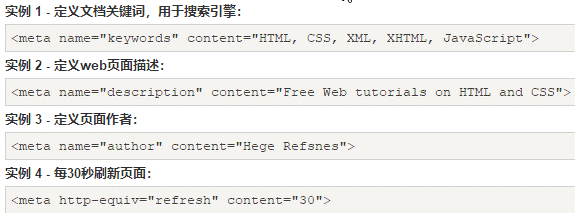 实例 1 - 定义文档关键词，用于搜索引擎:
<meta name="keywords" content="HTML, CSS, XML, XHTML, JavaScript">
实例 2 - 定义web页面描述:
<meta name="description" content="Free Web tutorials on HTML and CSS">
实例 3 - 定义页面作者:
<meta name="author" content="Hege Refsnes">
实例 4 - 每30秒刷新页面:
<meta http-equiv="refresh" content="30">